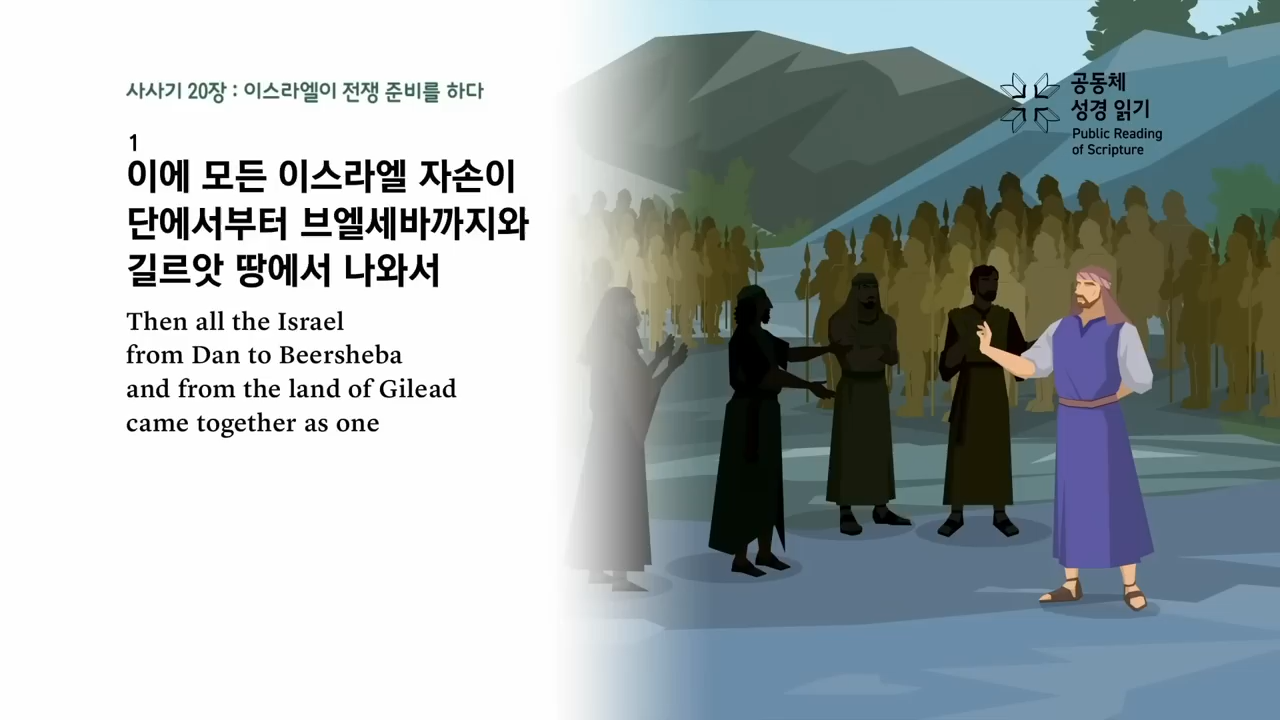 사사기 20장 : 이스라엘이 전쟁 준비를 하다
1
이에 모든 이스라엘 자손이
단에서부터 브엘세바까지와
길르앗 땅에서 나와서
Then all the Israel
from Dan to Beersheba
and from the land of Gilead
came together as one
공동체
성경 읽기
Public Reading
of Scripture